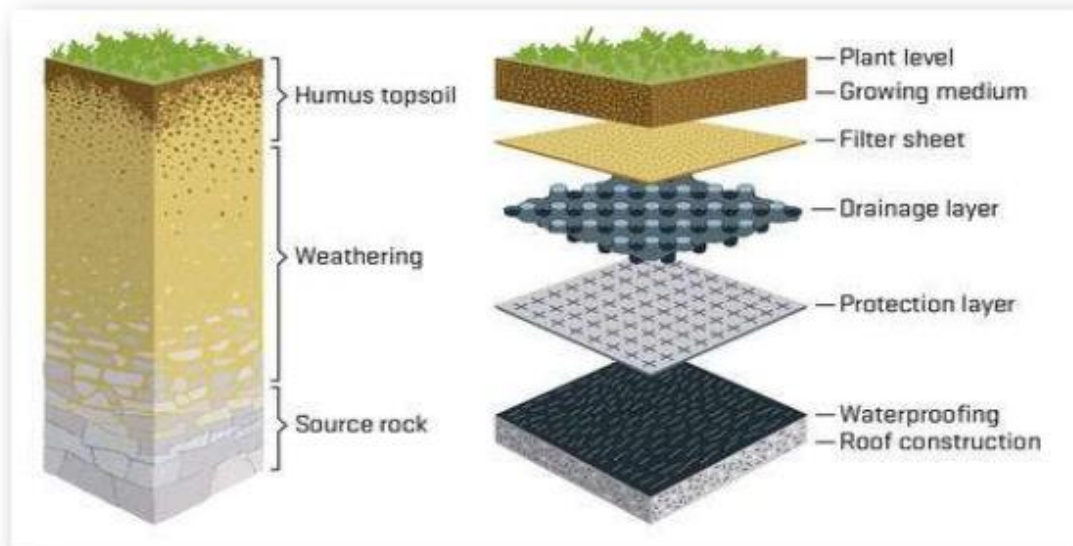 Humus topsoil
Weathering
Source rock
Plant level
Growing medium
Filter sheet
Drainage layer
Protection layer
Waterproofing
Roof construction